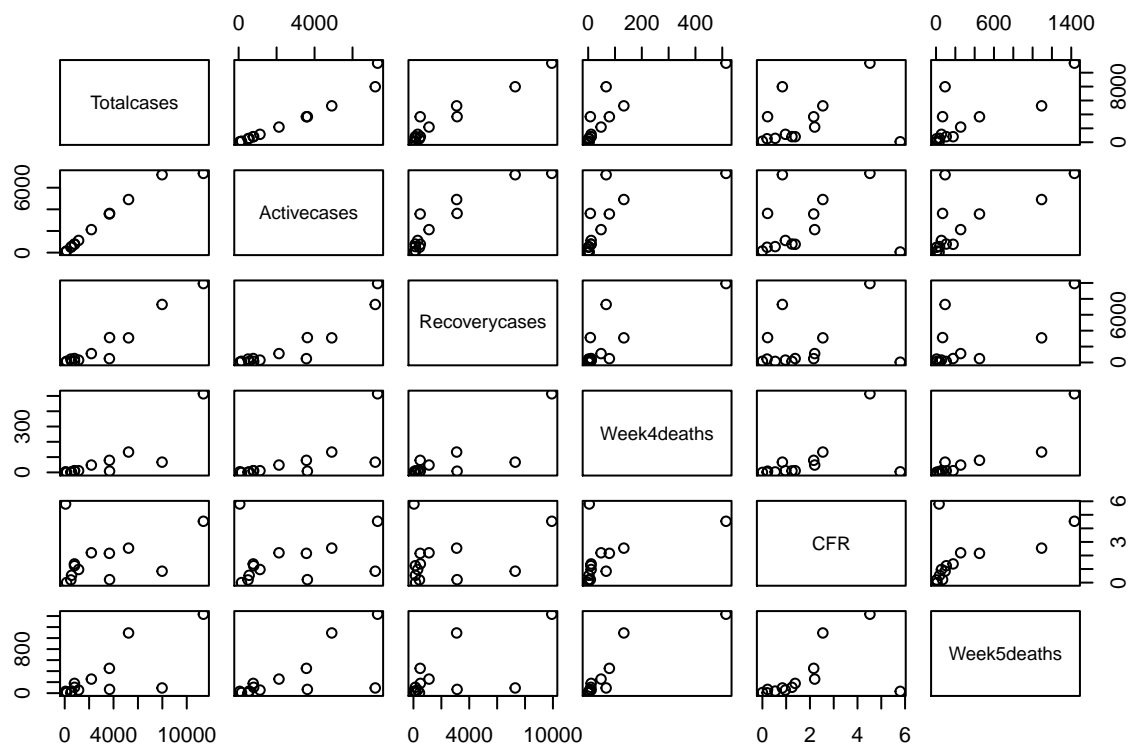 0 4000
0 200 400
0 600 1400
Totalcases
0 8000
0 6000
Activecases
Recoverycases
0 6000
0 300
Week4deaths
CFR
0 3 6
0 800
Week5deaths
0 4000 10000
0 4000 10000
0 2 4 6